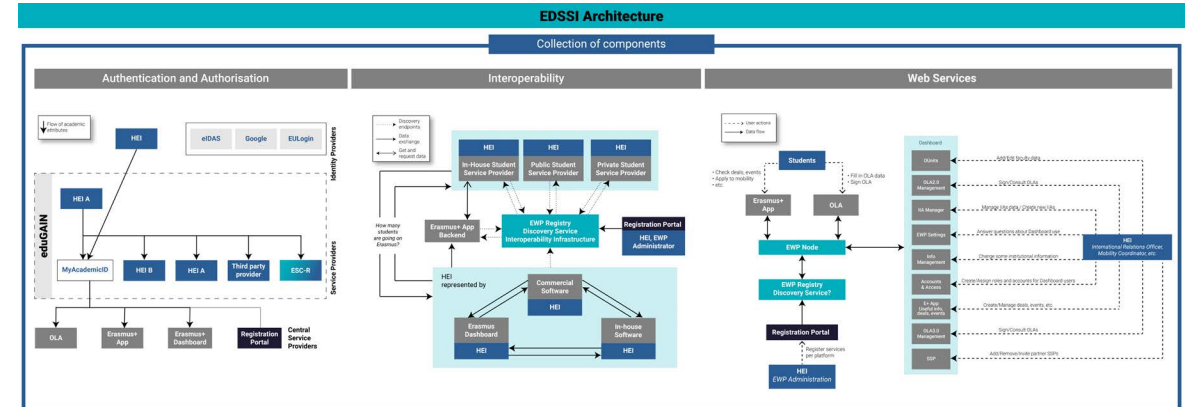 EDSSI Architecture
Collection of components
Authentication and Authorisation
Flow of academic
attributes
HEI
eIDAS
Google
EULogin
Identity Providers
eduGAIN
HEI A
MyAcademicID
HEI B
HEI A
Third party
provider
ESC-R
Service Providers
OLA
Erasmus+
App
Erasmus+
Dashboard
Registration
Portal
Central
Service
Providers
Interoperability
Discovery
endpoints
Data
exchange
Get and
request data
HEI
In-House Student
Service Provider
HEI
Public Student
Service Provider
HEI
Private Student
Service Provider
How many
students
are going on
Erasmus?
Erasmus+ App
Backend
EWP Registry
Discovery Service
Interoperability Infrastructure
Registration Portal
HEI, EWP
Administrator
HEI
represented by
Commercial
Software
HEI
Erasmus
Dashboard
HEI
In-house
Software
HEI
Web Services
User actions
Data flow
Students
• Check deals, events
• Apply to mobility
• etc.
• Fill in OLA data
• Sign OLA
Erasmus+
App
OLA
EWP Node
EWP Registry
Discovery Service?
Registration Portal
Register services
per platform
HEI
EWP Administration
Dashboard
OUnits
Add/Edit faculty data
OLA2.0
Management
Sign/Consult OLAs
IIA Manager
Manage IIAs data / Create new IIAs
EWP Settings
Answer questions about Dashboard use
Info
Management
Change some institutional information
Accounts
& Access
Create/Assign roles and accounts for Dashboard users
E+ App
Useful info,
deals, events
Create/Manage deals, events, etc.
OLA3.0
Management
Sign/Consult OLAs
SSP
Add/Remove/Invite partner SSPs
HEI
International Relations Officer,
Mobility Coordinator, etc.